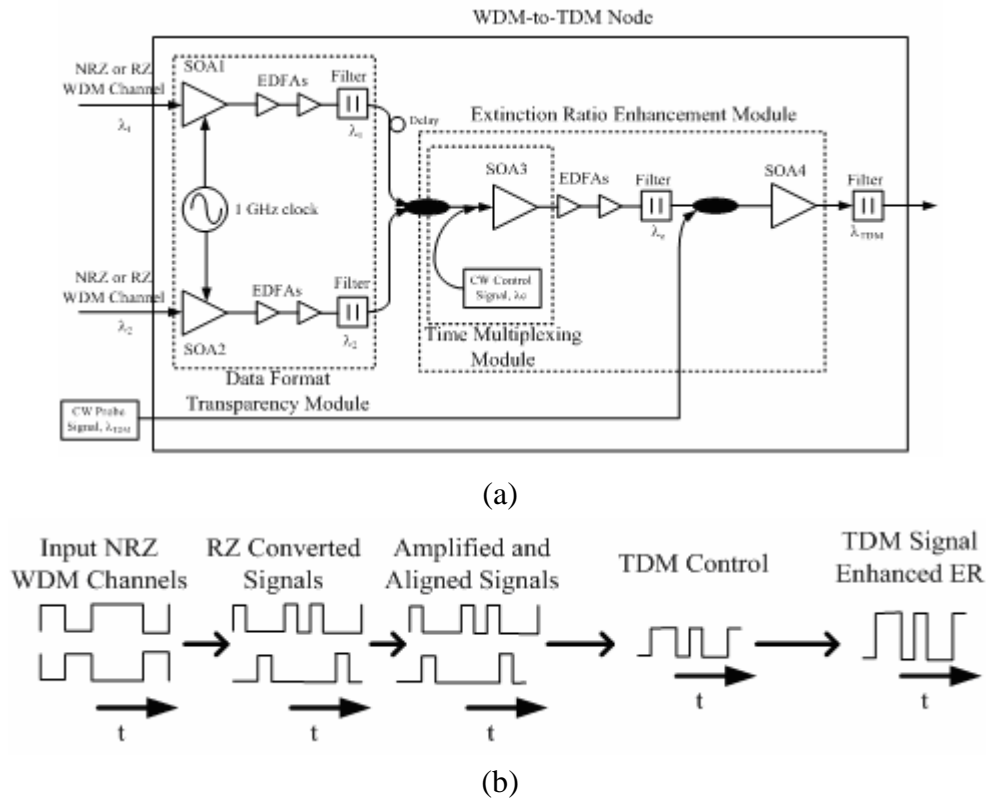 WDM-to-TDM Node
NRZ or RZ
WDM Channel
λ₁
SOA1
EDFAs
Filter
λ₁
Delay
1 GHz clock
NRZ or RZ
WDM Channel
λ₂
SOA2
EDFAs
Filter
λ₂
Data Format
Transparency Module
Extinction Ratio Enhancement Module
SOA3
EDFAs
Filter
λc
SOA4
Filter
λTDM
CW Control
Signal, λc
Time Multiplexing
Module
CW Probe
Signal, λTDM
(a)
Input NRZ
WDM Channels
RZ Converted
Signals
Amplified and
Aligned Signals
TDM Control
TDM Signal
Enhanced ER
t
t
t
t
t
(b)